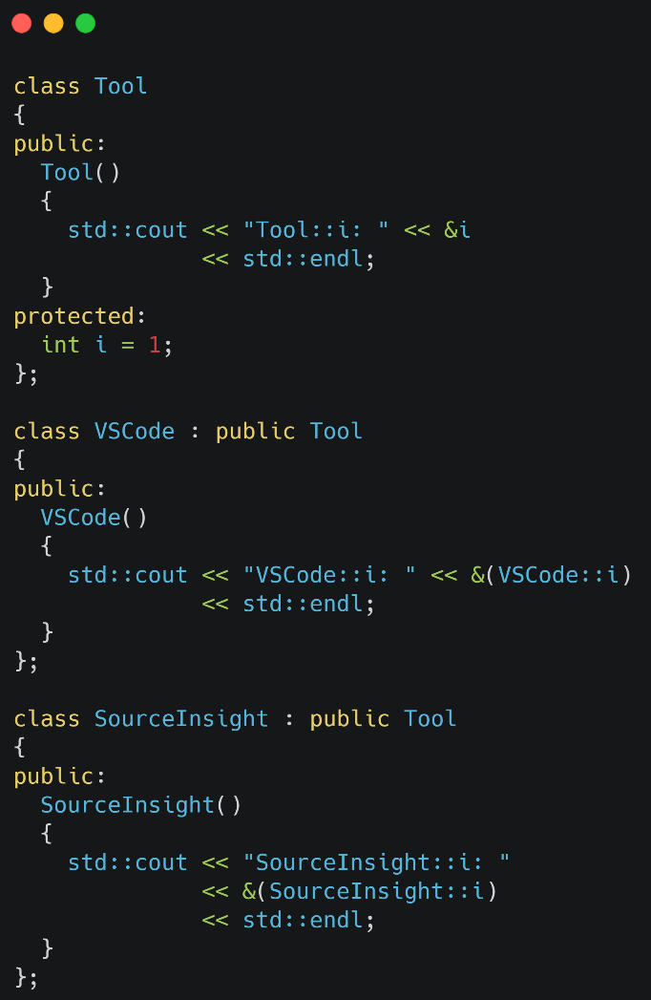 class Tool
{
public:
  Tool()
  {
    std::cout << "Tool::i: " << &i
              << std::endl;
  }
protected:
  int i = 1;
};

class VSCode : public Tool
{
public:
  VSCode()
  {
    std::cout << "VSCode::i: " << &(VSCode::i)
              << std::endl;
  }
};

class SourceInsight : public Tool
{
public:
  SourceInsight()
  {
    std::cout << "SourceInsight::i: "
              << &(SourceInsight::i)
              << std::endl;
  }
};